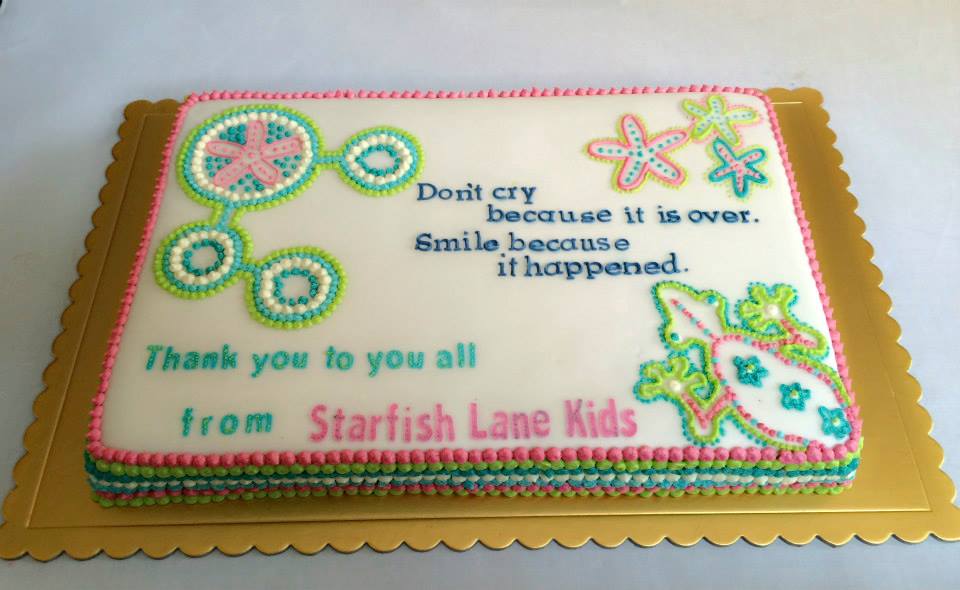 Don't cry
because it is over.
Smile because
it happened.
Thank you to you all
from Starfish Lane Kids